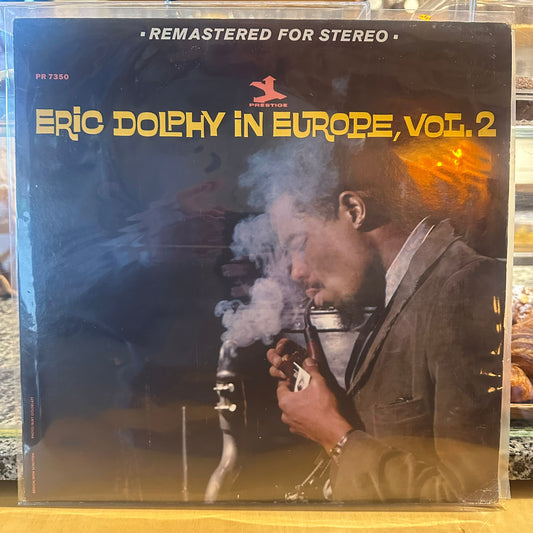 • REMASTERED FOR STEREO •
PR 7350
PRESTIGE
ERIC DOLPHY IN EUROPE, VOL. 2